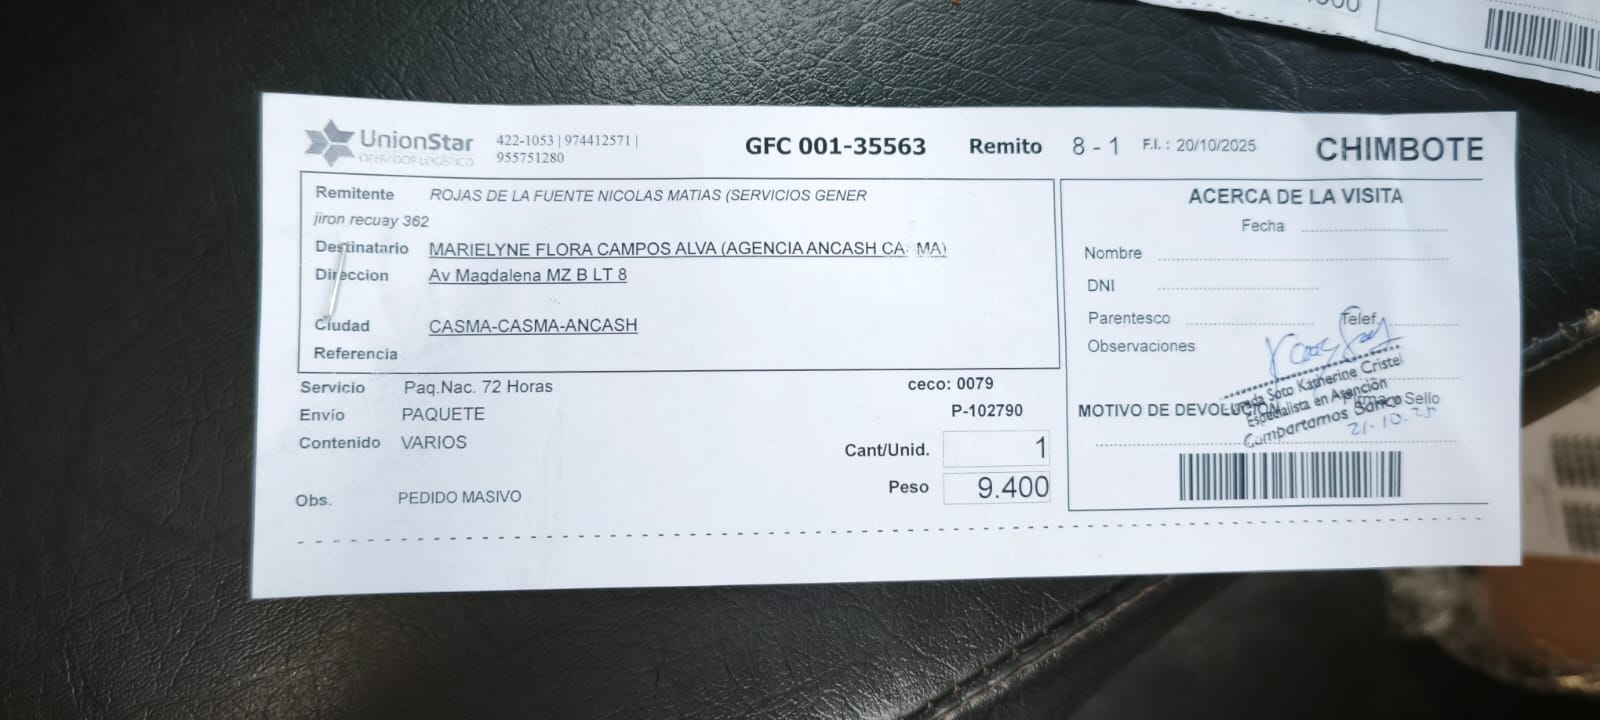 UnionStar
OPERADOR LOGÍSTICO
422-1053 | 974412571 |
955751280
GFC 001-35563
Remito 8 - 1
F.I. : 20/10/2025
CHIMBOTE
Remitente ROJAS DE LA FUENTE NICOLAS MATIAS (SERVICIOS GENER
jiron recuay 362
Destinatario MARIELYNE FLORA CAMPOS ALVA (AGENCIA ANCASH CA MA)
Direccion Av Magdalena MZ B LT 8
Ciudad CASMA-CASMA-ANCASH
Referencia
Servicio Paq.Nac. 72 Horas
Envío PAQUETE
Contenido VARIOS
Obs. PEDIDO MASIVO
ceco: 0079
P-102790
Cant/Unid. 1
Peso 9.400
ACERCA DE LA VISITA
Fecha
Nombre
DNI
Parentesco Telef.
Observaciones
Soto Katherine Cristel
Especialista en Atención
Compartamos Banco
MOTIVO DE DEVOLUCION
Firma o Sello
21-10-25